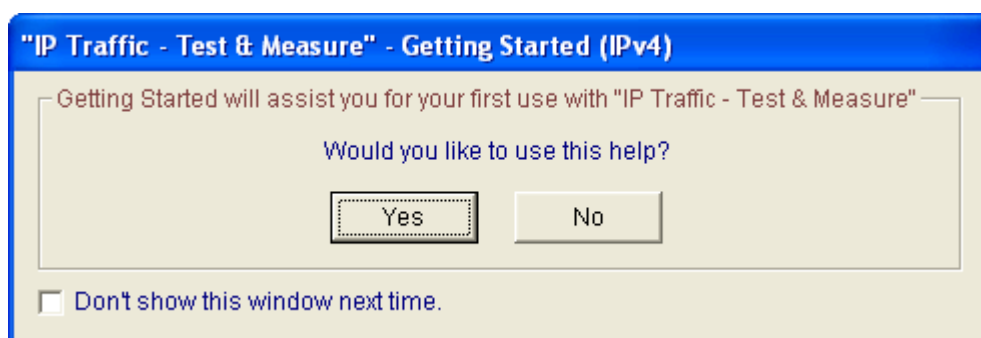 "IP Traffic - Test & Measure" - Getting Started (IPv4)
Getting Started will assist you for your first use with "IP Traffic - Test & Measure"
Would you like to use this help?
Yes No
Don't show this window next time.